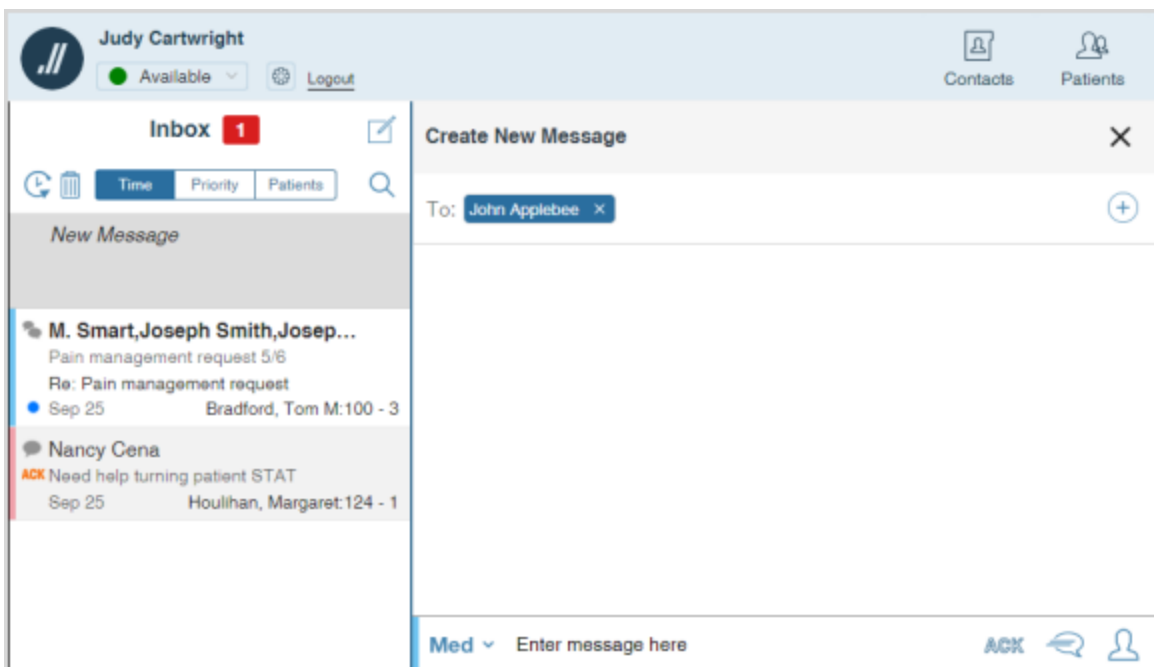 Judy Cartwright
Available
Logout
Contacts
Patients
Inbox 1
Time Priority Patients
New Message
M. Smart,Joseph Smith,Josep...
Pain management request 5/6
Re: Pain management request
Sep 25 Bradford, Tom M:100 - 3
Nancy Cena
ACK Need help turning patient STAT
Sep 25 Houlihan, Margaret:124 - 1
Create New Message
To: John Applebee ×
Med Enter message here ACK